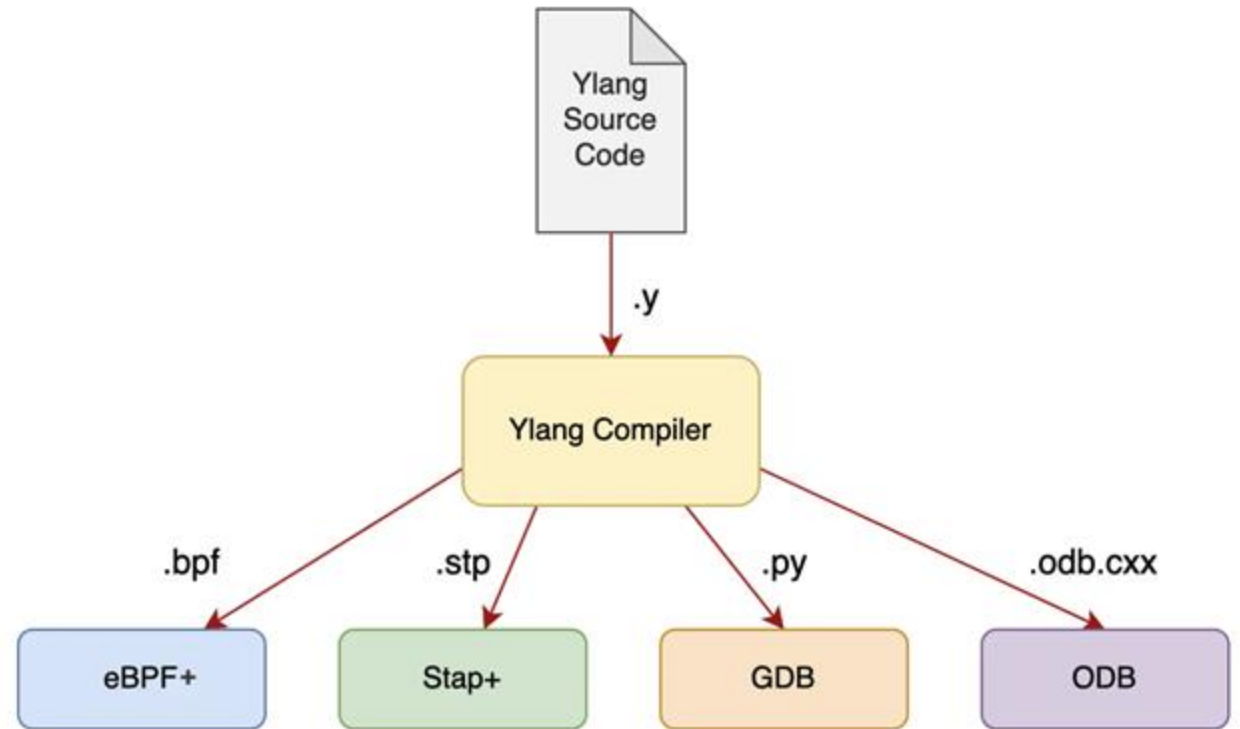 Ylang
Source
Code
.y
Ylang Compiler
.bpf
.stp
.py
.odb.cxx
eBPF+
Stap+
GDB
ODB